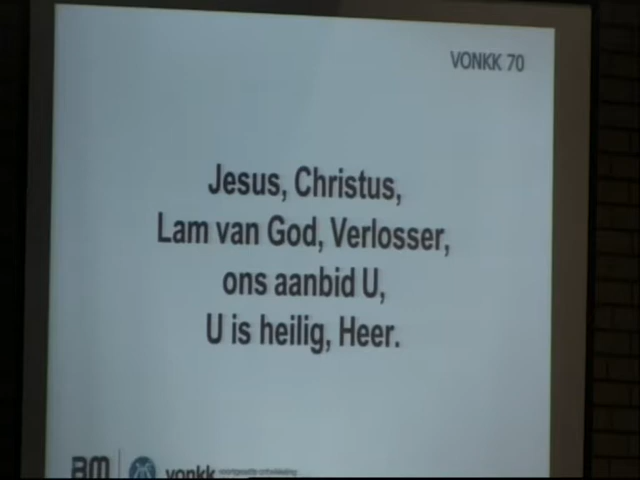 VONKK 70
Jesus, Christus,
Lam van God, Verlosser,
ons aanbid U,
U is heilig, Heer.
BM vonkk